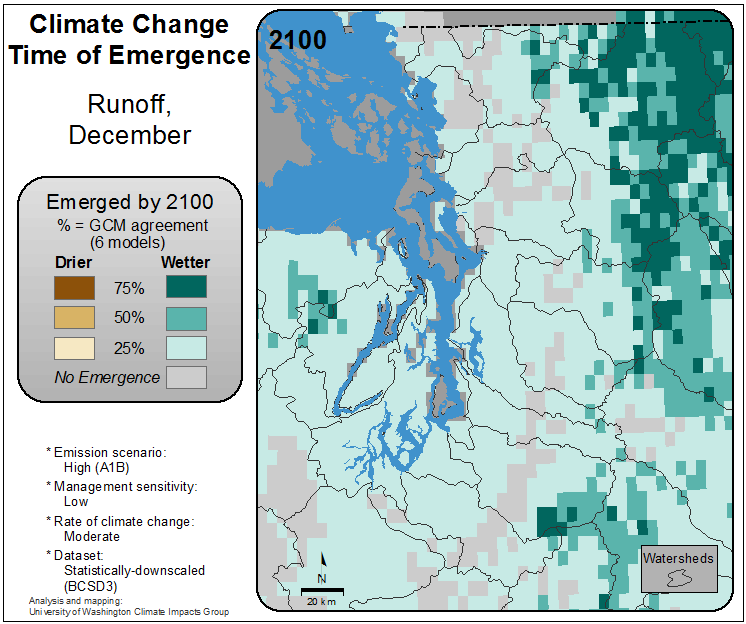 Climate Change
Time of Emergence
Runoff,
December
Emerged by 2100
% = GCM agreement
(6 models)
Drier Wetter
75%
50%
25%
No Emergence
* Emission scenario:
High (A1B)
* Management sensitivity:
Low
* Rate of climate change:
Moderate
* Dataset:
Statistically-downscaled
(BCSD3)
Analysis and mapping:
University of Washington Climate Impacts Group
2100
N
20 km
Watersheds